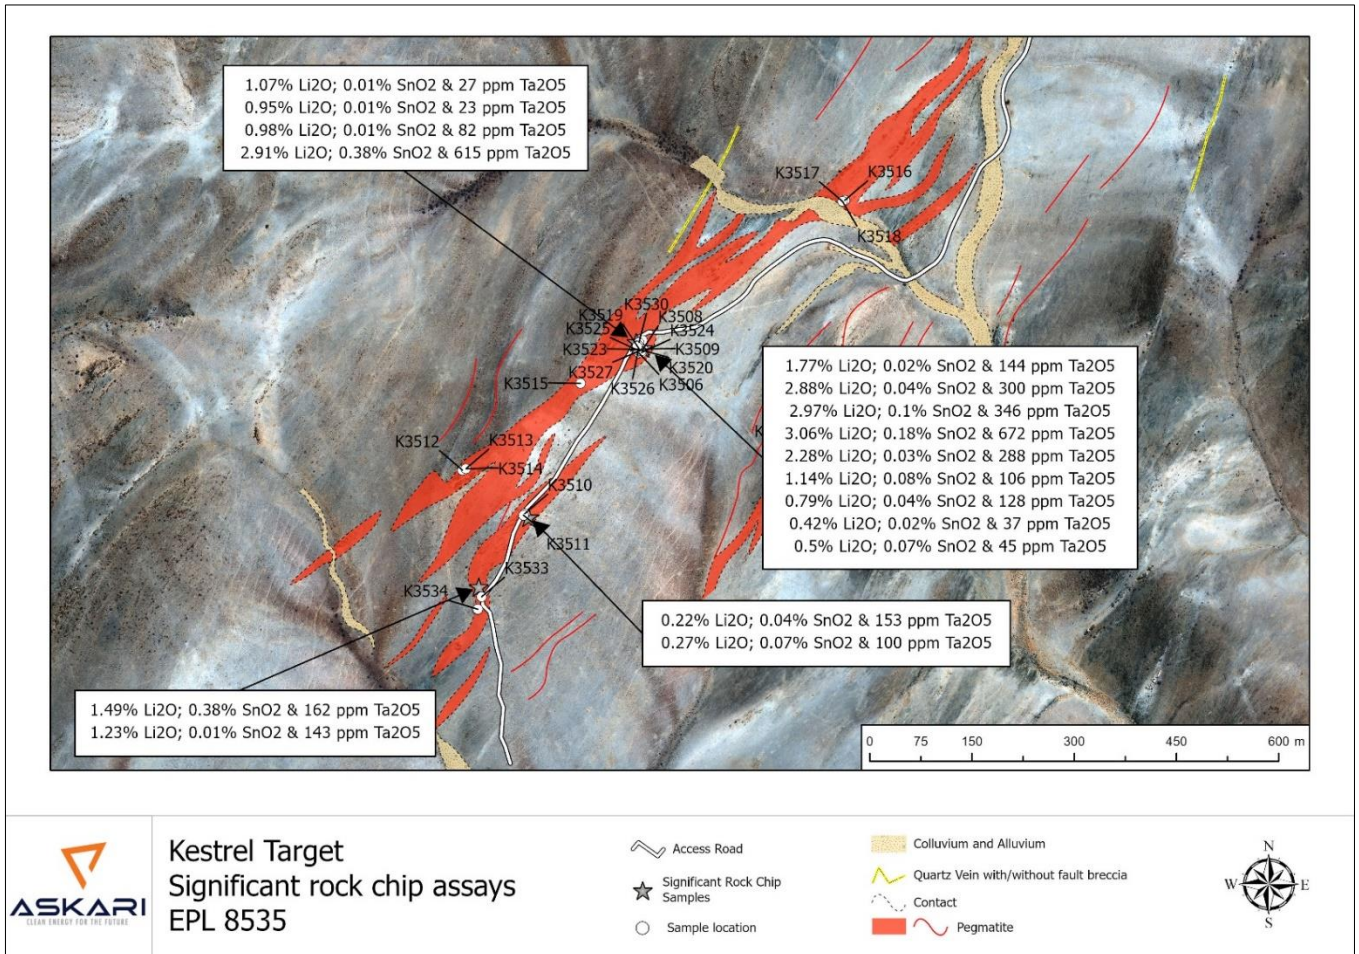 1.07% Li2O; 0.01% SnO2 & 27 ppm Ta2O5
0.95% Li2O; 0.01% SnO2 & 23 ppm Ta2O5
0.98% Li2O; 0.01% SnO2 & 82 ppm Ta2O5
2.91% Li2O; 0.38% SnO2 & 615 ppm Ta2O5
K3517
K3516
K3518
K3530
K3519
K3508
K3525
K3524
K3523
K3509
K3527
K3520
K3515
K3526
K3506
1.77% Li2O; 0.02% SnO2 & 144 ppm Ta2O5
2.88% Li2O; 0.04% SnO2 & 300 ppm Ta2O5
2.97% Li2O; 0.1% SnO2 & 346 ppm Ta2O5
3.06% Li2O; 0.18% SnO2 & 672 ppm Ta2O5
2.28% Li2O; 0.03% SnO2 & 288 ppm Ta2O5
1.14% Li2O; 0.08% SnO2 & 106 ppm Ta2O5
0.79% Li2O; 0.04% SnO2 & 128 ppm Ta2O5
0.42% Li2O; 0.02% SnO2 & 37 ppm Ta2O5
0.5% Li2O; 0.07% SnO2 & 45 ppm Ta2O5
K3512
K3513
K3514
K3510
K3511
K3533
K3534
0.22% Li2O; 0.04% SnO2 & 153 ppm Ta2O5
0.27% Li2O; 0.07% SnO2 & 100 ppm Ta2O5
1.49% Li2O; 0.38% SnO2 & 162 ppm Ta2O5
1.23% Li2O; 0.01% SnO2 & 143 ppm Ta2O5
0 75 150 300 450 600 m
ASKARI
CLEAN ENERGY FOR THE FUTURE
Kestrel Target
Significant rock chip assays
EPL 8535
Access Road
Significant Rock Chip
Samples
Sample location
Colluvium and Alluvium
Quartz Vein with/without fault breccia
Contact
Pegmatite
N
W
E
S